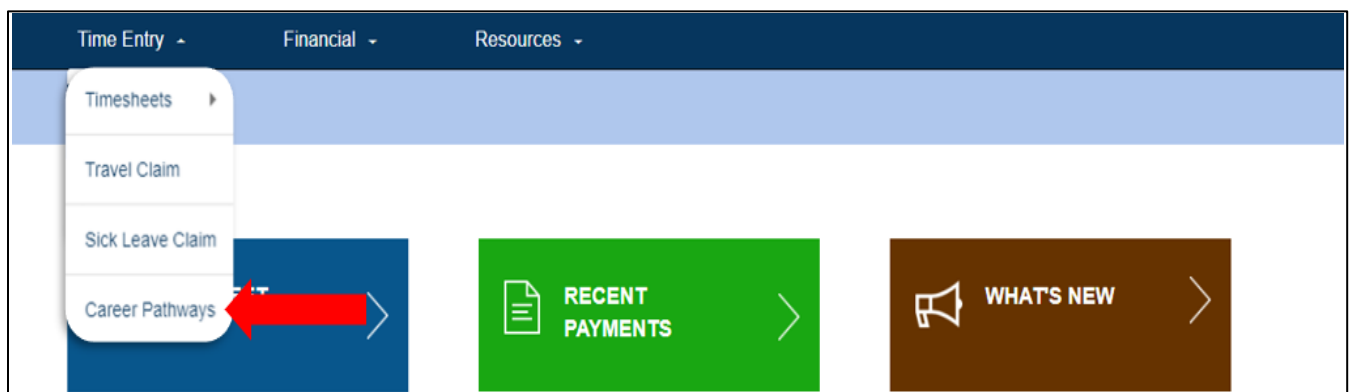 Time Entry Financial Resources
Timesheets
Travel Claim
Sick Leave Claim
Career Pathways
RECENT
PAYMENTS
WHAT'S NEW